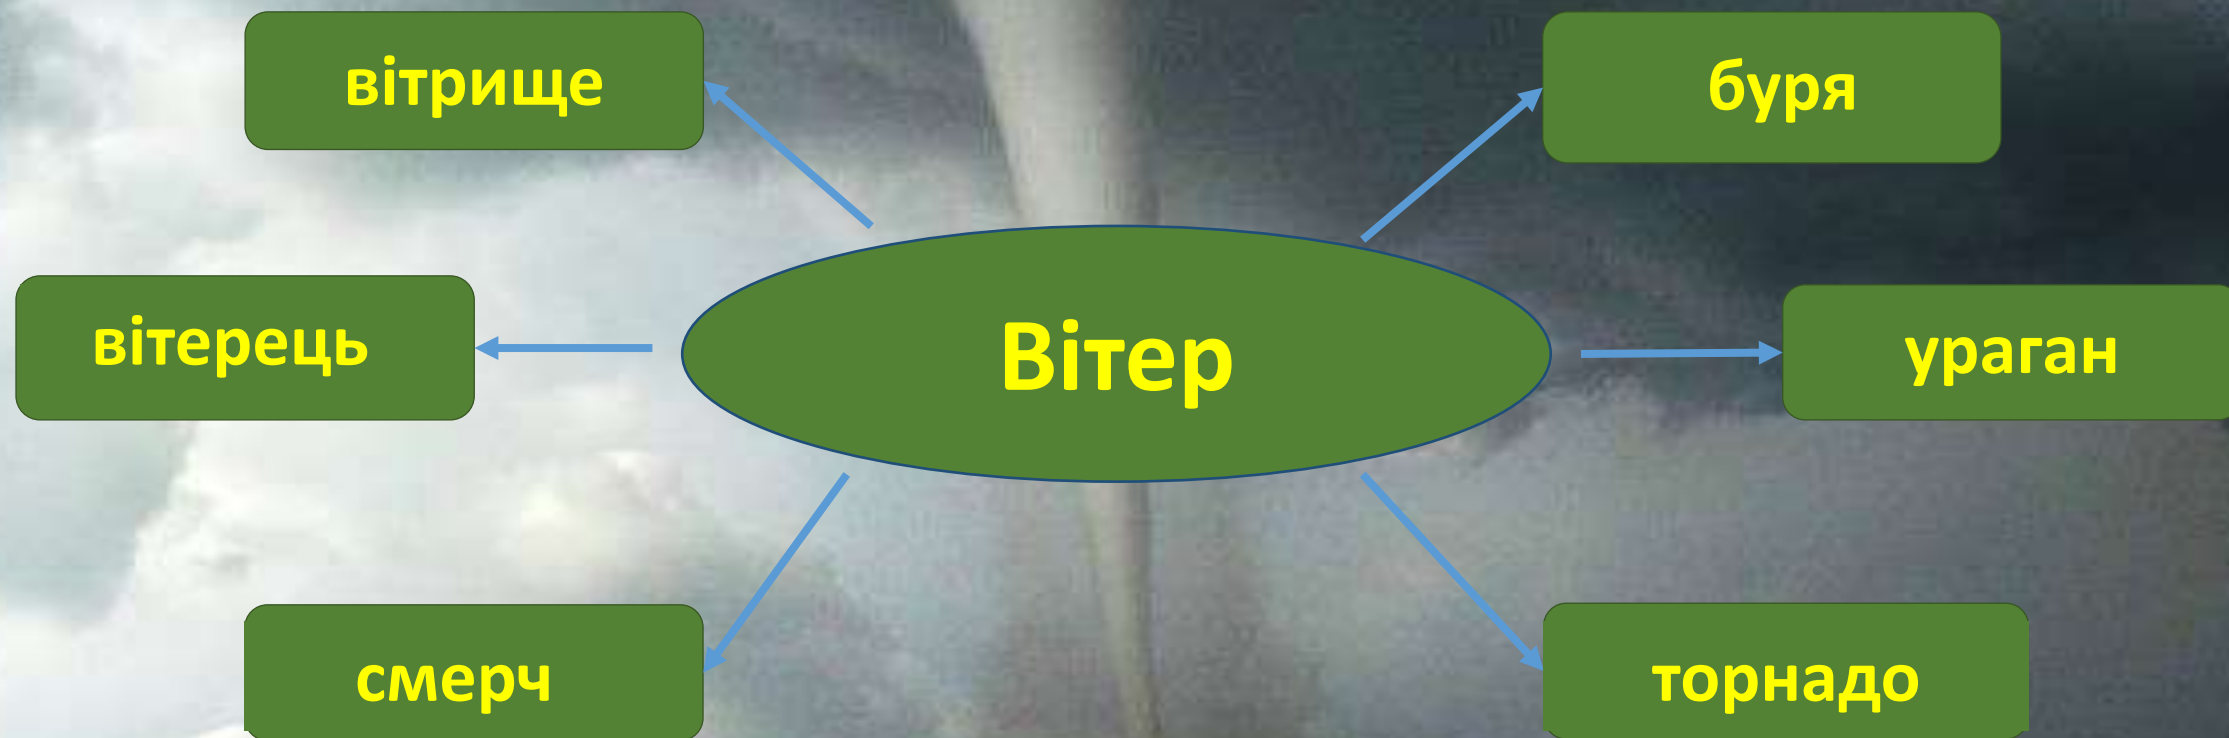 вітрище
буря
вітерець
Вітер
ураган
смерч
торнадо